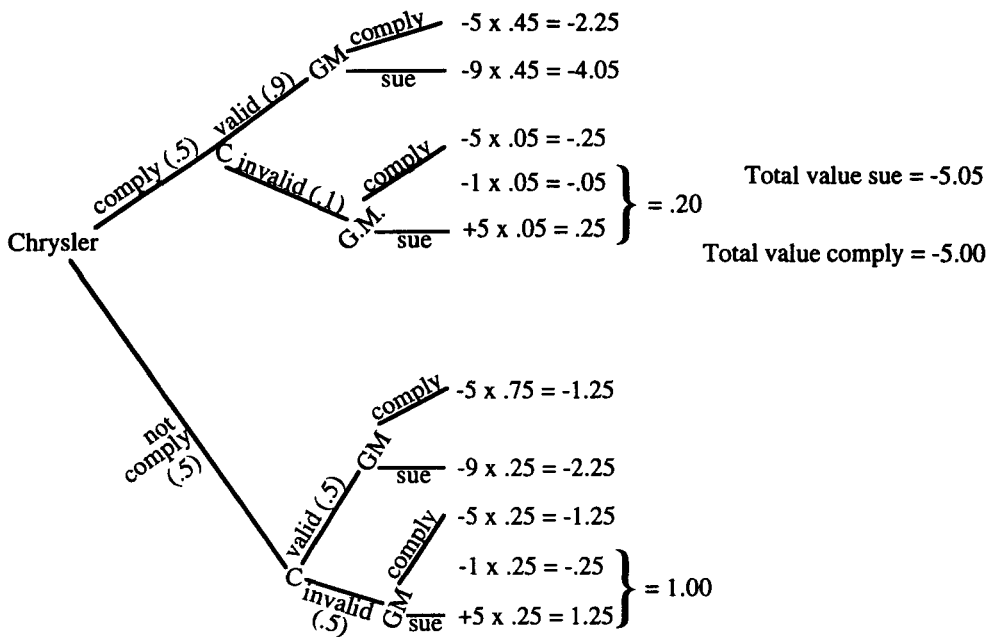 comply -5 x .45 = -2.25
GM
sue -9 x .45 = -4.05
valid (.9)
comply (.5)
C
invalid (.1)
comply -5 x .05 = -.25
-1 x .05 = -.05
G.M.
sue +5 x .05 = .25
} = .20
Total value sue = -5.05
Total value comply = -5.00
Chrysler
not
comply
(.5)
comply -5 x .75 = -1.25
GM
sue -9 x .25 = -2.25
valid (.5)
C
invalid
(.5)
comply -5 x .25 = -1.25
-1 x .25 = -.25
GM
sue +5 x .25 = 1.25
} = 1.00